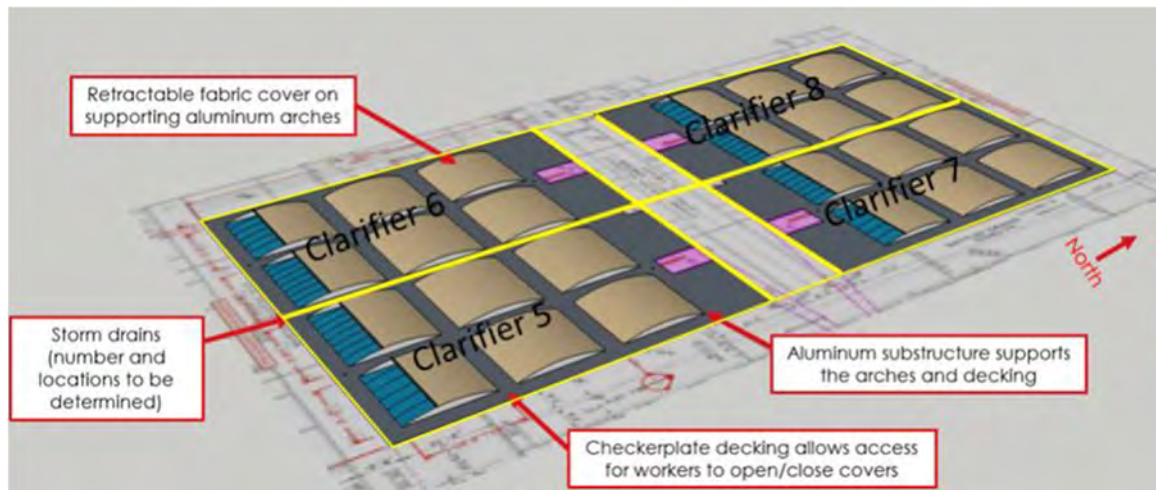 Retractable fabric cover on
supporting aluminum arches
Clarifier 8
Clarifier 6
Clarifier 7
North
Clarifier 5
Storm drains
(number and
locations to be
determined)
Aluminum substructure supports
the arches and decking
Checkerplate decking allows access
for workers to open/close covers